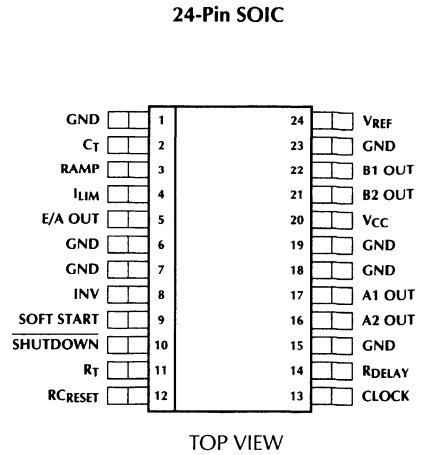 24-Pin SOIC
GND 1 24 VREF
CT 2 23 GND
RAMP 3 22 B1 OUT
ILIM 4 21 B2 OUT
E/A OUT 5 20 VCC
GND 6 19 GND
GND 7 18 GND
INV 8 17 A1 OUT
SOFT START 9 16 A2 OUT
SHUTDOWN 10 15 GND
RT 11 14 RDELAY
RCRESET 12 13 CLOCK
TOP VIEW